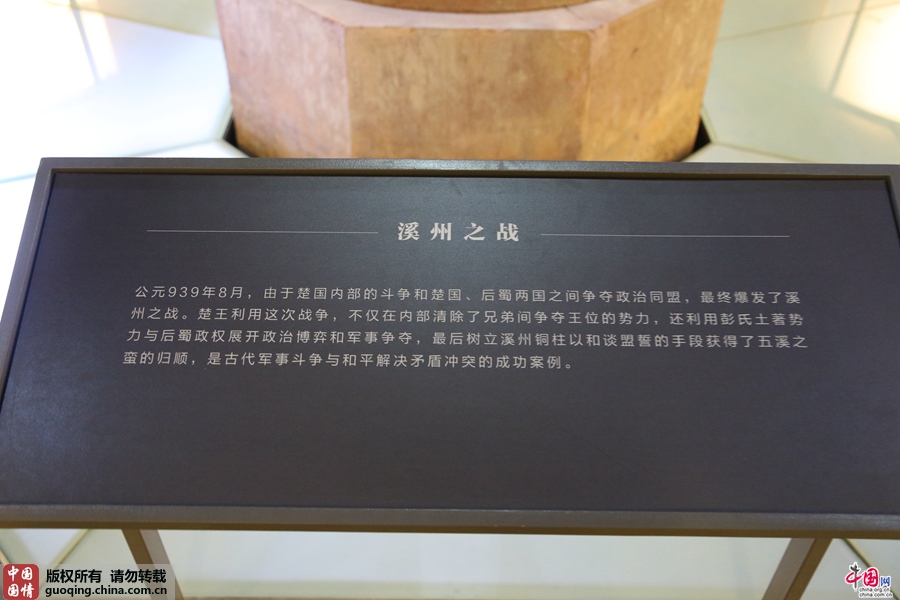 溪州之战
公元939年8月，由于楚国内部的斗争和楚国、后蜀两国之间争夺政治同盟，最终爆发了溪
州之战。楚王利用这次战争，不仅在内部清除了兄弟间争夺王位的势力，还利用彭氏土著势
力与后蜀政权展开政治博弈和军事争夺，最后树立溪州铜柱以和谈盟誓的手段获得了五溪之
蛮的归顺，是古代军事斗争与和平解决矛盾冲突的成功案例。
中国
国情
版权所有 请勿转载
guoqing.china.com.cn
中国网
china.org.cn
china.com.cn